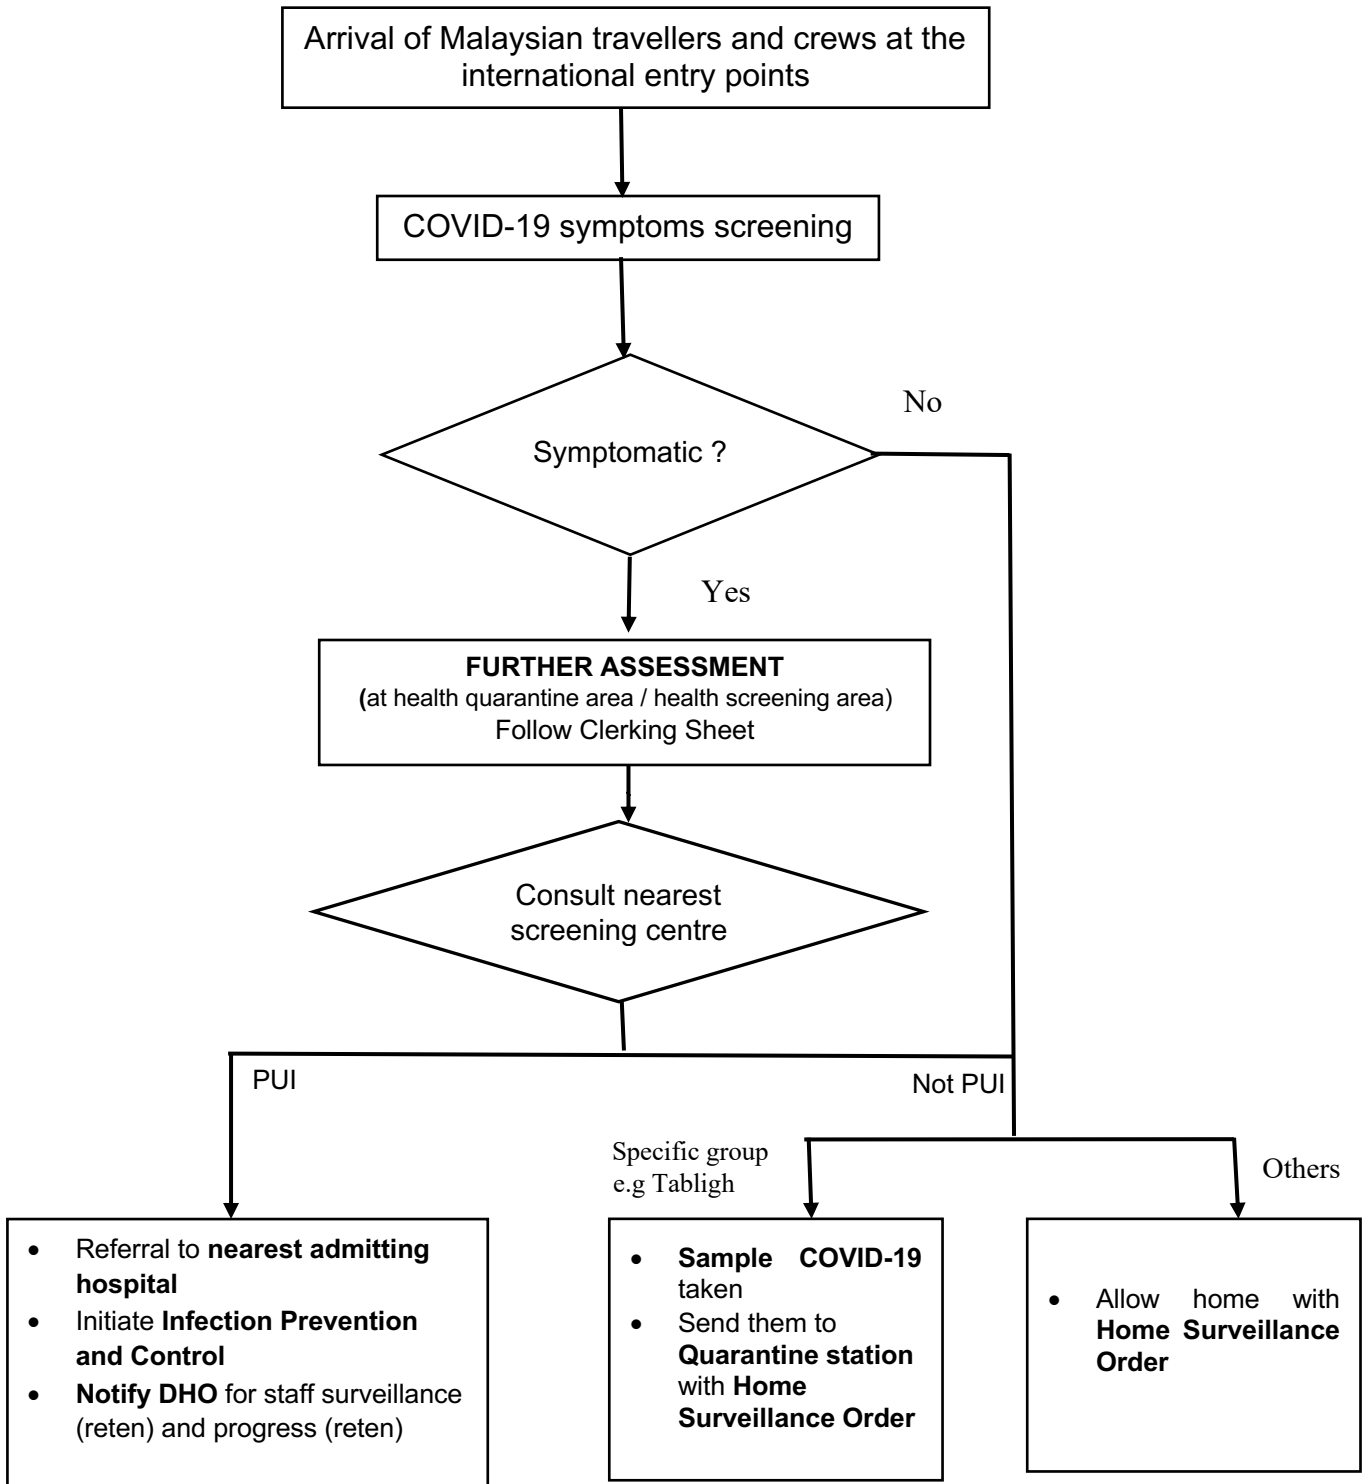 Arrival of Malaysian travellers and crews at the
international entry points
COVID-19 symptoms screening
No
Symptomatic ?
Yes
FURTHER ASSESSMENT
(at health quarantine area / health screening area)
Follow Clerking Sheet
Consult nearest
screening centre
PUI
Not PUI
Specific group
e.g Tabligh
Others
• Referral to nearest admitting
hospital
• Initiate Infection Prevention
and Control
• Notify DHO for staff surveillance
(reten) and progress (reten)
• Sample COVID-19
taken
• Send them to
Quarantine station
with Home
Surveillance Order
• Allow home with
Home Surveillance
Order